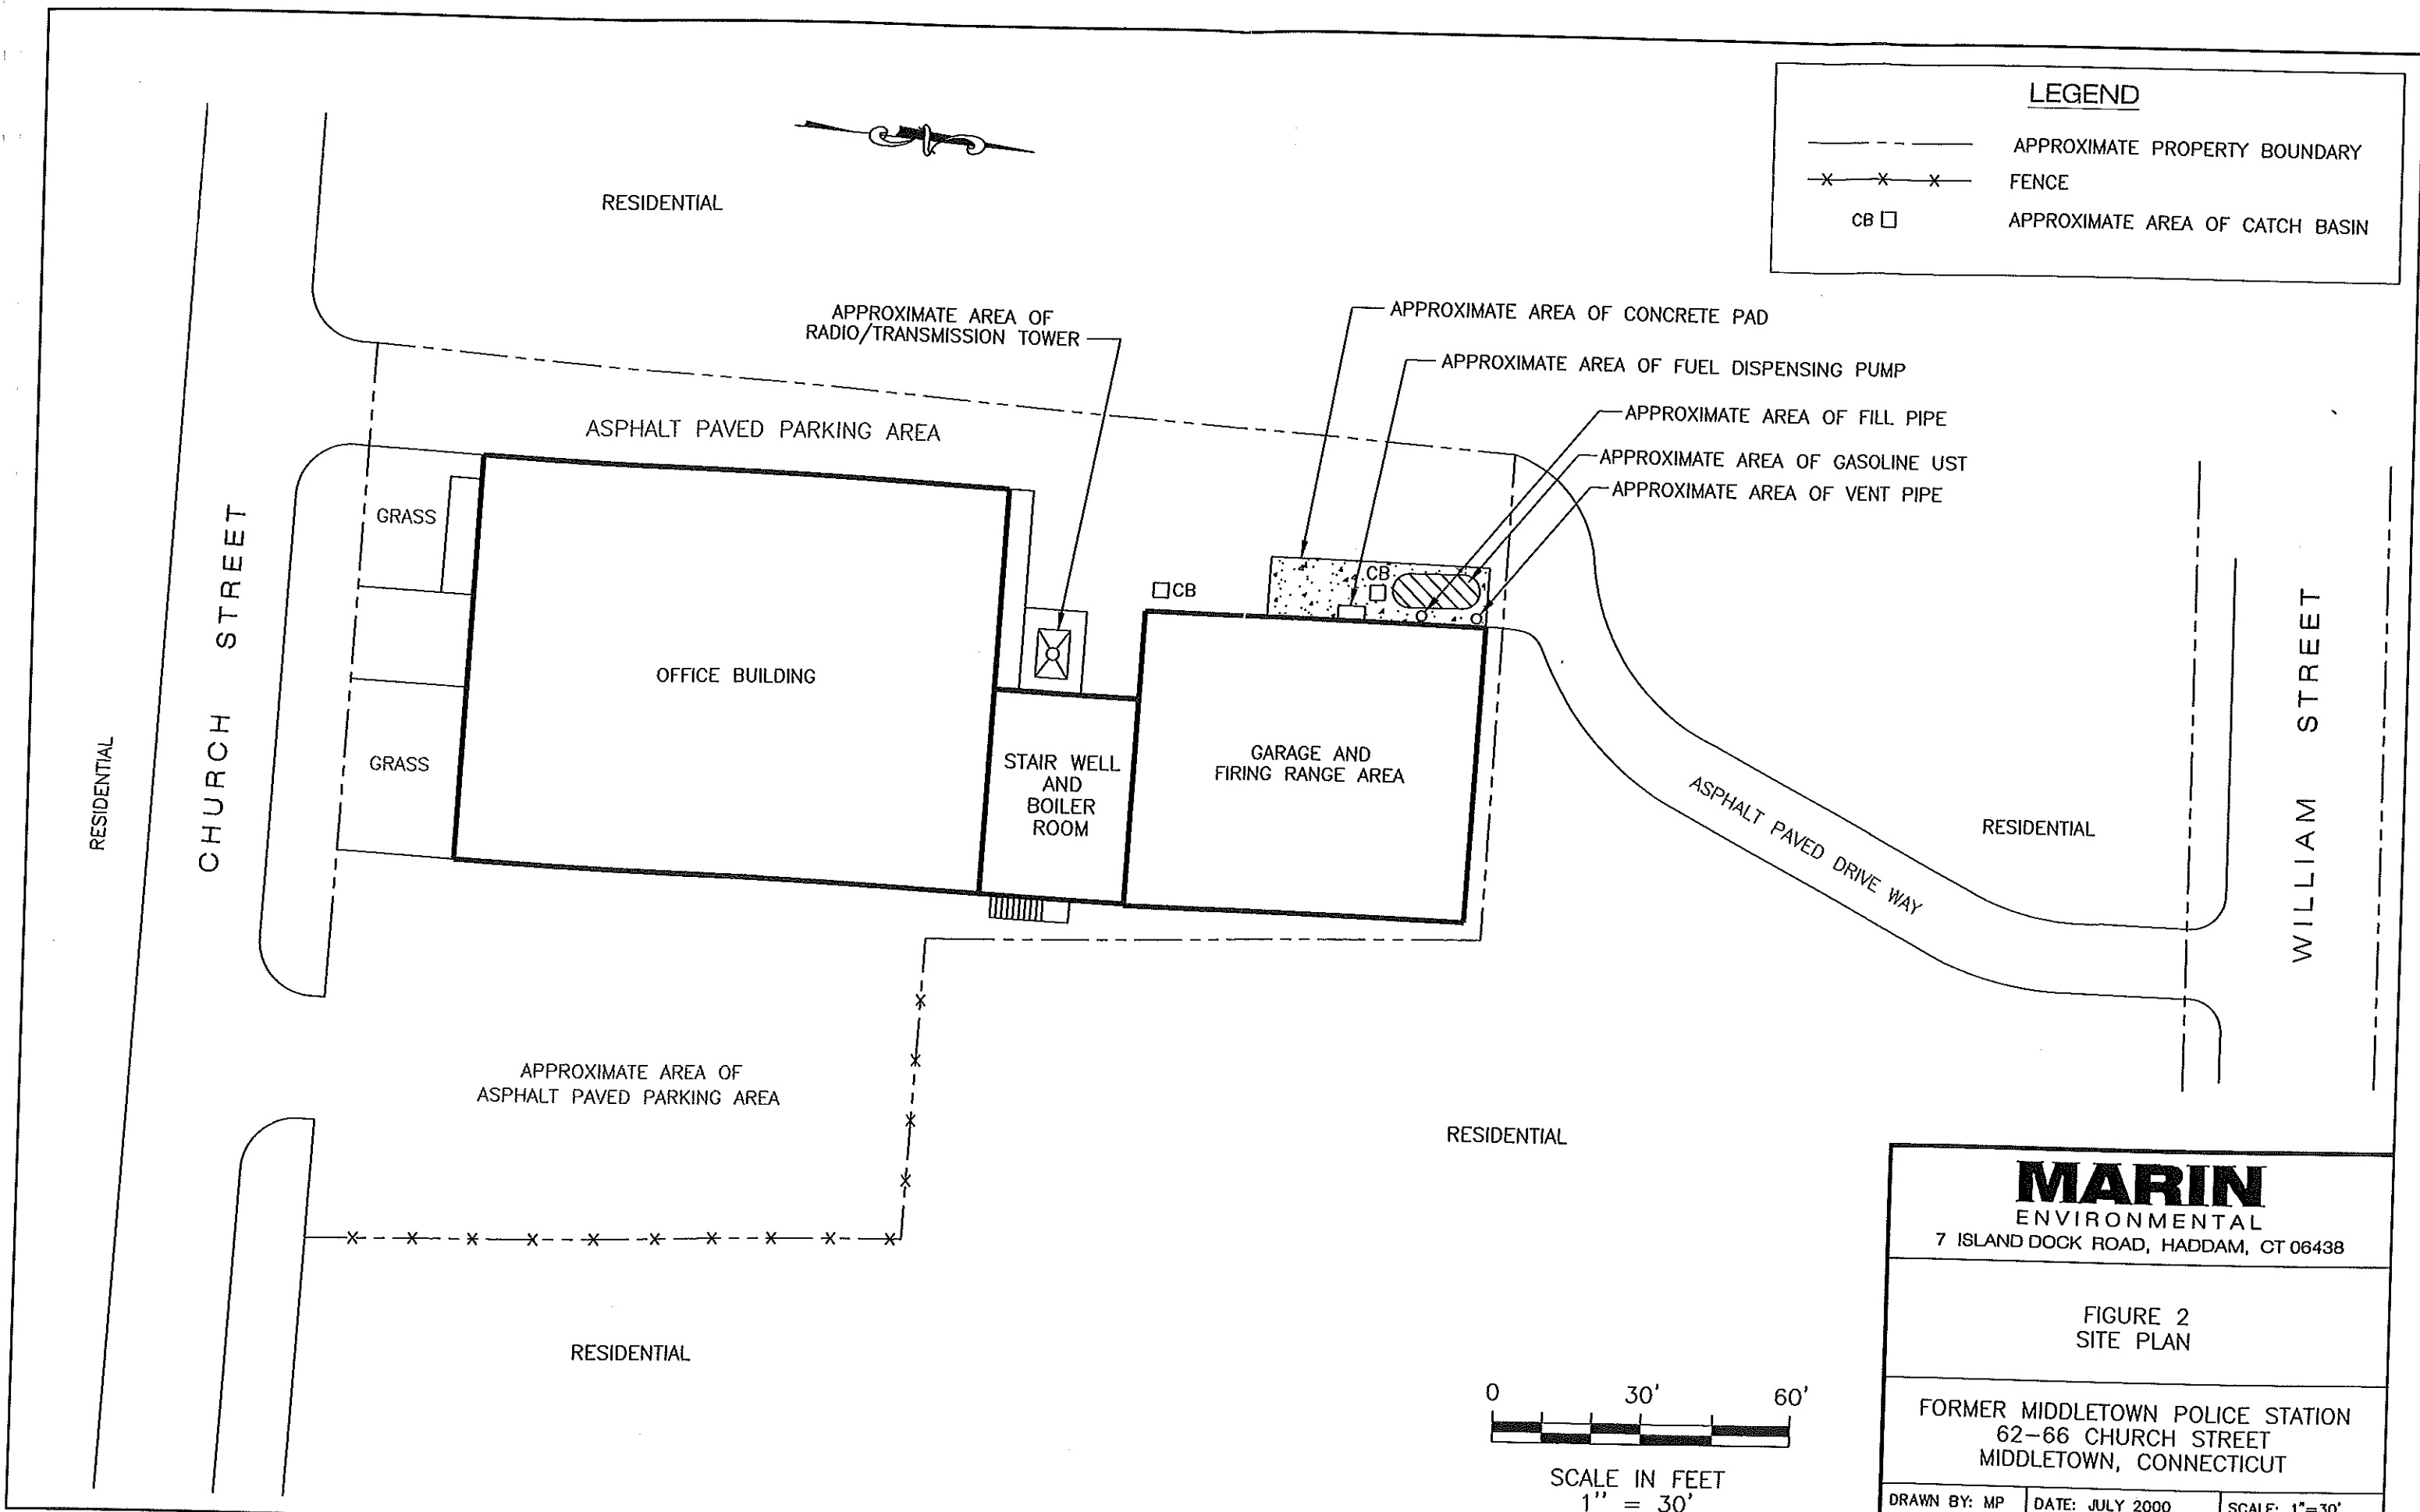 LEGEND
APPROXIMATE PROPERTY BOUNDARY
X X X FENCE
CB APPROXIMATE AREA OF CATCH BASIN
RESIDENTIAL
APPROXIMATE AREA OF
RADIO/TRANSMISSION TOWER
APPROXIMATE AREA OF CONCRETE PAD
APPROXIMATE AREA OF FUEL DISPENSING PUMP
APPROXIMATE AREA OF FILL PIPE
APPROXIMATE AREA OF GASOLINE UST
APPROXIMATE AREA OF VENT PIPE
ASPHALT PAVED PARKING AREA
GRASS
CB
CB
OFFICE BUILDING
STAIR WELL
AND
BOILER
ROOM
GARAGE AND
FIRING RANGE AREA
GRASS
RESIDENTIAL
CHURCH STREET
ASPHALT PAVED DRIVE WAY
RESIDENTIAL
WILLIAM STREET
APPROXIMATE AREA OF
ASPHALT PAVED PARKING AREA
RESIDENTIAL
RESIDENTIAL
0 30' 60'
SCALE IN FEET
1" = 30'
MARIN
ENVIRONMENTAL
7 ISLAND DOCK ROAD, HADDAM, CT 06438
FIGURE 2
SITE PLAN
FORMER MIDDLETOWN POLICE STATION
62-66 CHURCH STREET
MIDDLETOWN, CONNECTICUT
DRAWN BY: MP DATE: JULY 2000 SCALE: 1"=30'